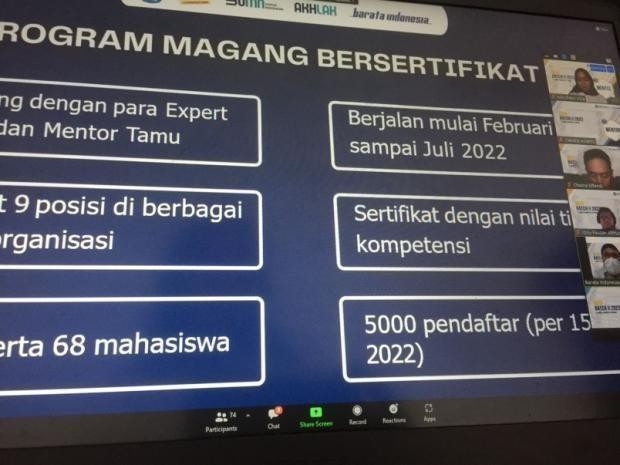 BUMN
AKHLAK
barata indonesia
ROGRAM MAGANG BERSERTIFIKAT
ng dengan para Expert
dan Mentor Tamu
Berjalan mulai Februari
sampai Juli 2022
t 9 posisi di berbagai
organisasi
Sertifikat dengan nilai ti
kompetensi
erta 68 mahasiswa
5000 pendaftar (per 15
2022)
74
Participants
Chat
Share Screen
Record
Reactions
Apps